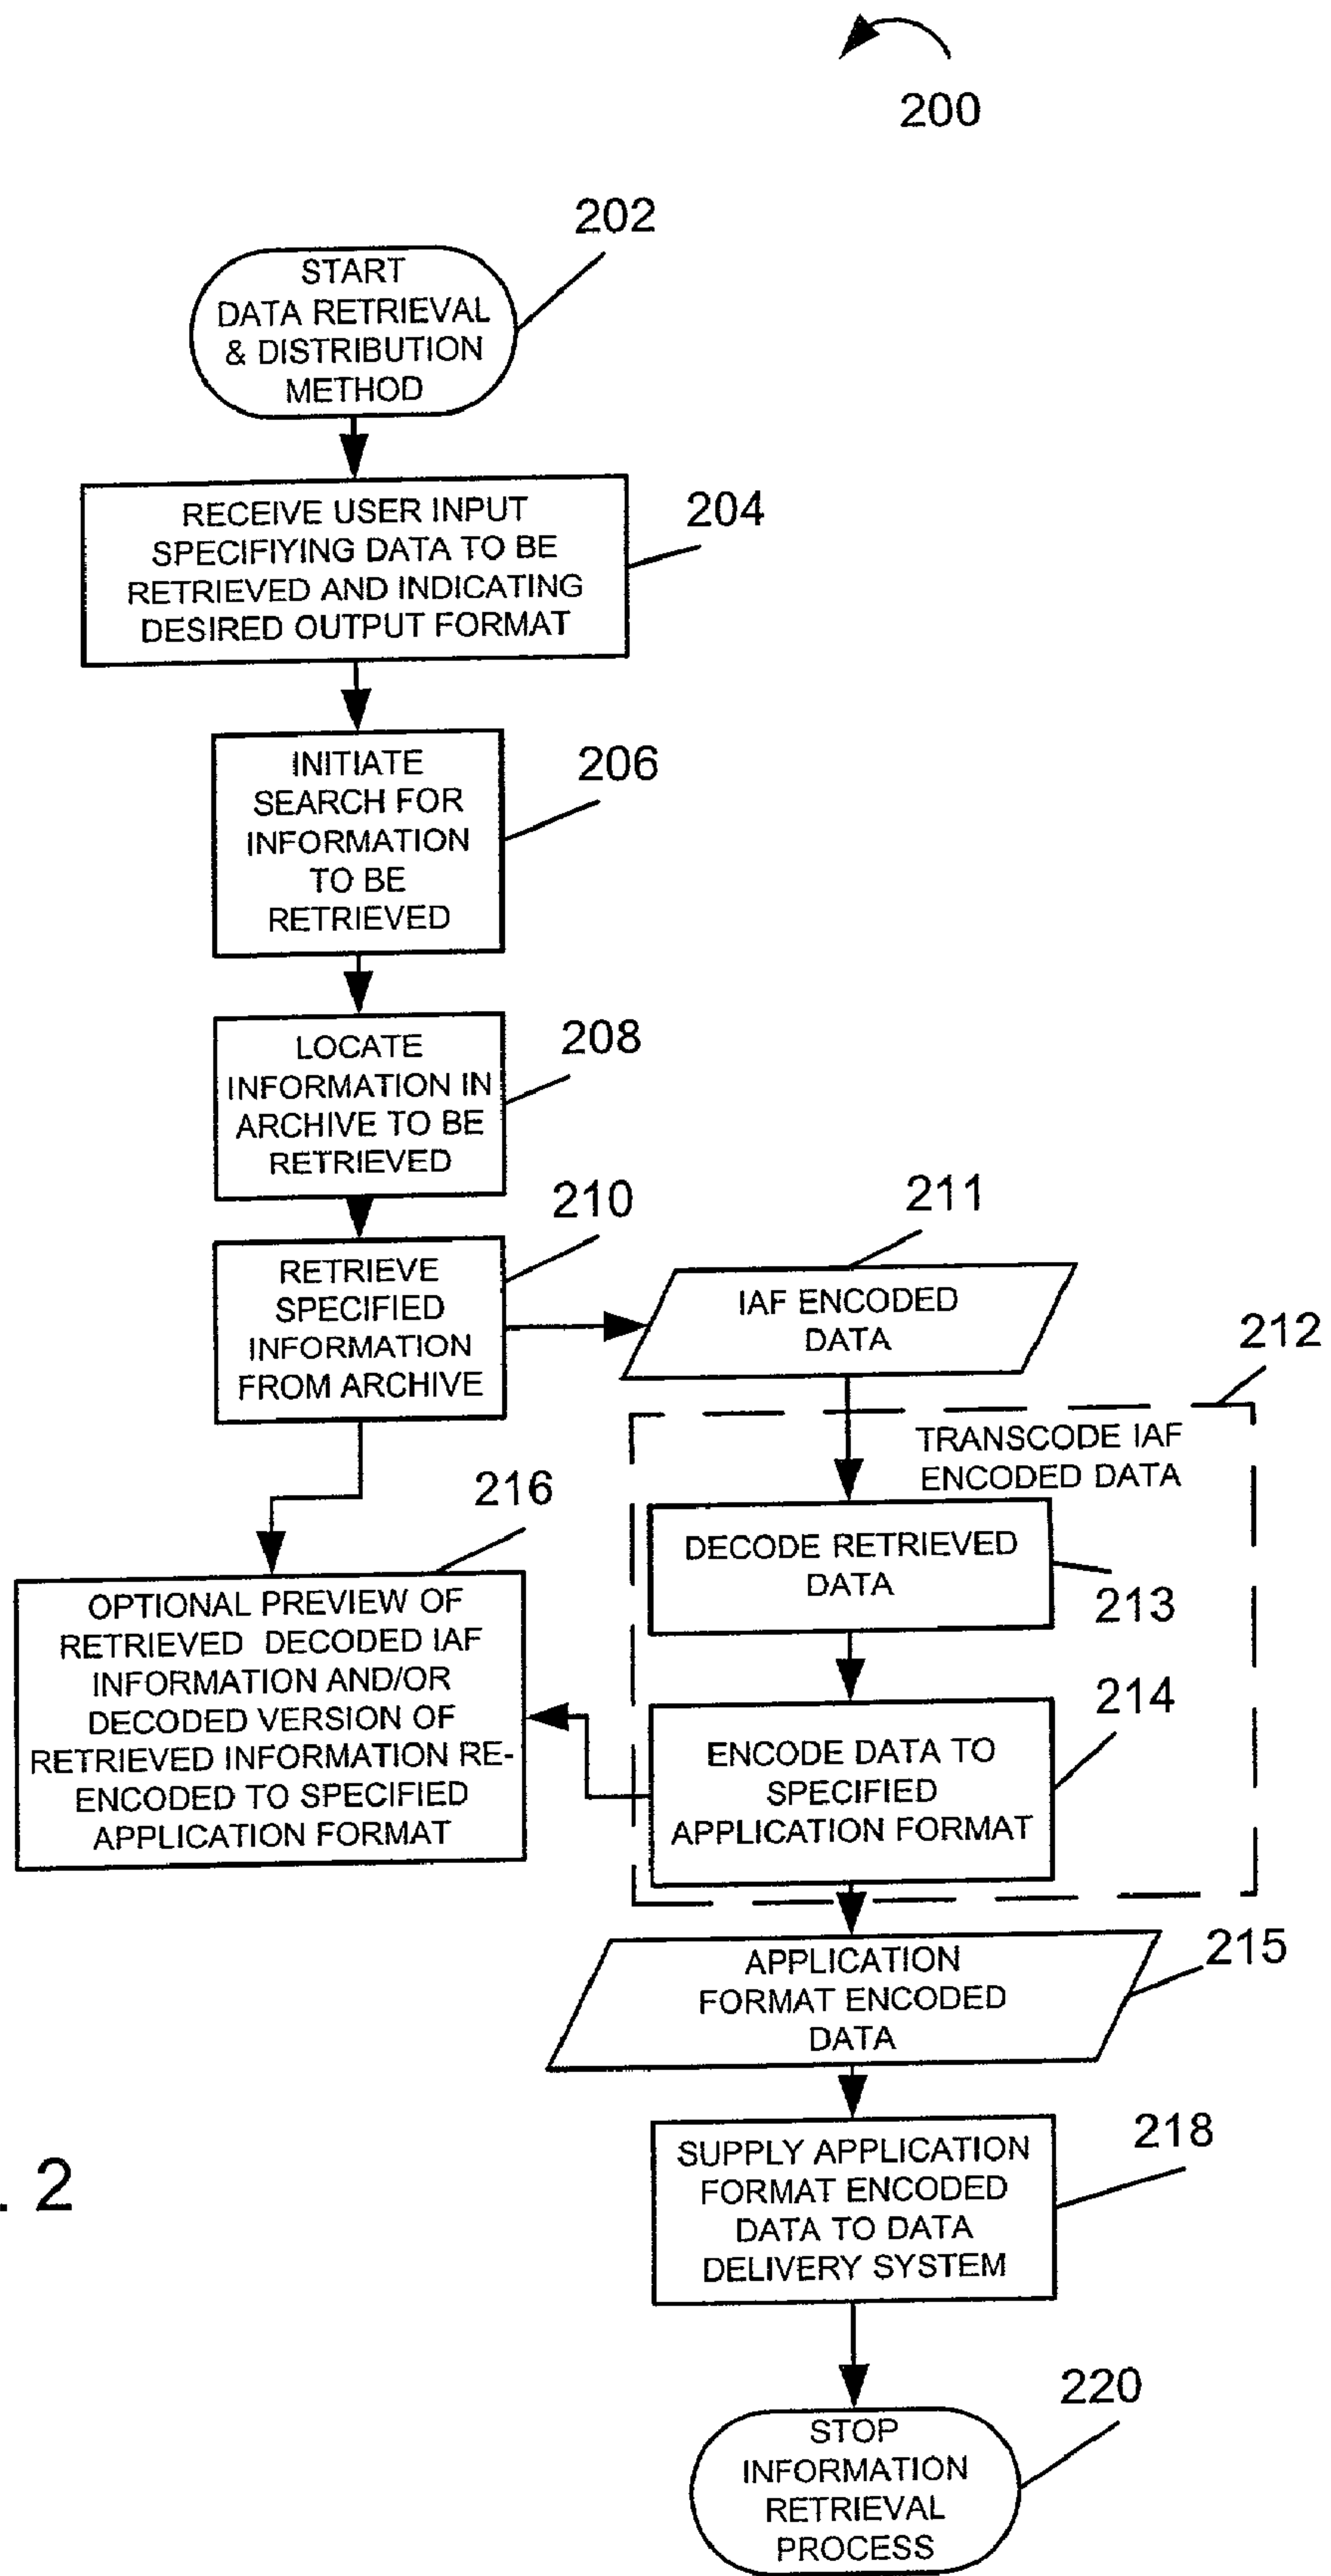 200
202
START
DATA RETRIEVAL
& DISTRIBUTION
METHOD
204
RECEIVE USER INPUT
SPECIFIYING DATA TO BE
RETRIEVED AND INDICATING
DESIRED OUTPUT FORMAT
206
INITIATE
SEARCH FOR
INFORMATION
TO BE
RETRIEVED
208
LOCATE
INFORMATION IN
ARCHIVE TO BE
RETRIEVED
210
RETRIEVE
SPECIFIED
INFORMATION
FROM ARCHIVE
211
IAF ENCODED
DATA
212
TRANSCODE IAF
ENCODED DATA
DECODE RETRIEVED
DATA
213
214
ENCODE DATA TO
SPECIFIED
APPLICATION FORMAT
216
OPTIONAL PREVIEW OF
RETRIEVED DECODED IAF
INFORMATION AND/OR
DECODED VERSION OF
RETRIEVED INFORMATION RE-
ENCODED TO SPECIFIED
APPLICATION FORMAT
215
APPLICATION
FORMAT ENCODED
DATA
218
SUPPLY APPLICATION
FORMAT ENCODED
DATA TO DATA
DELIVERY SYSTEM
. 2
220
STOP
INFORMATION
RETRIEVAL
PROCESS